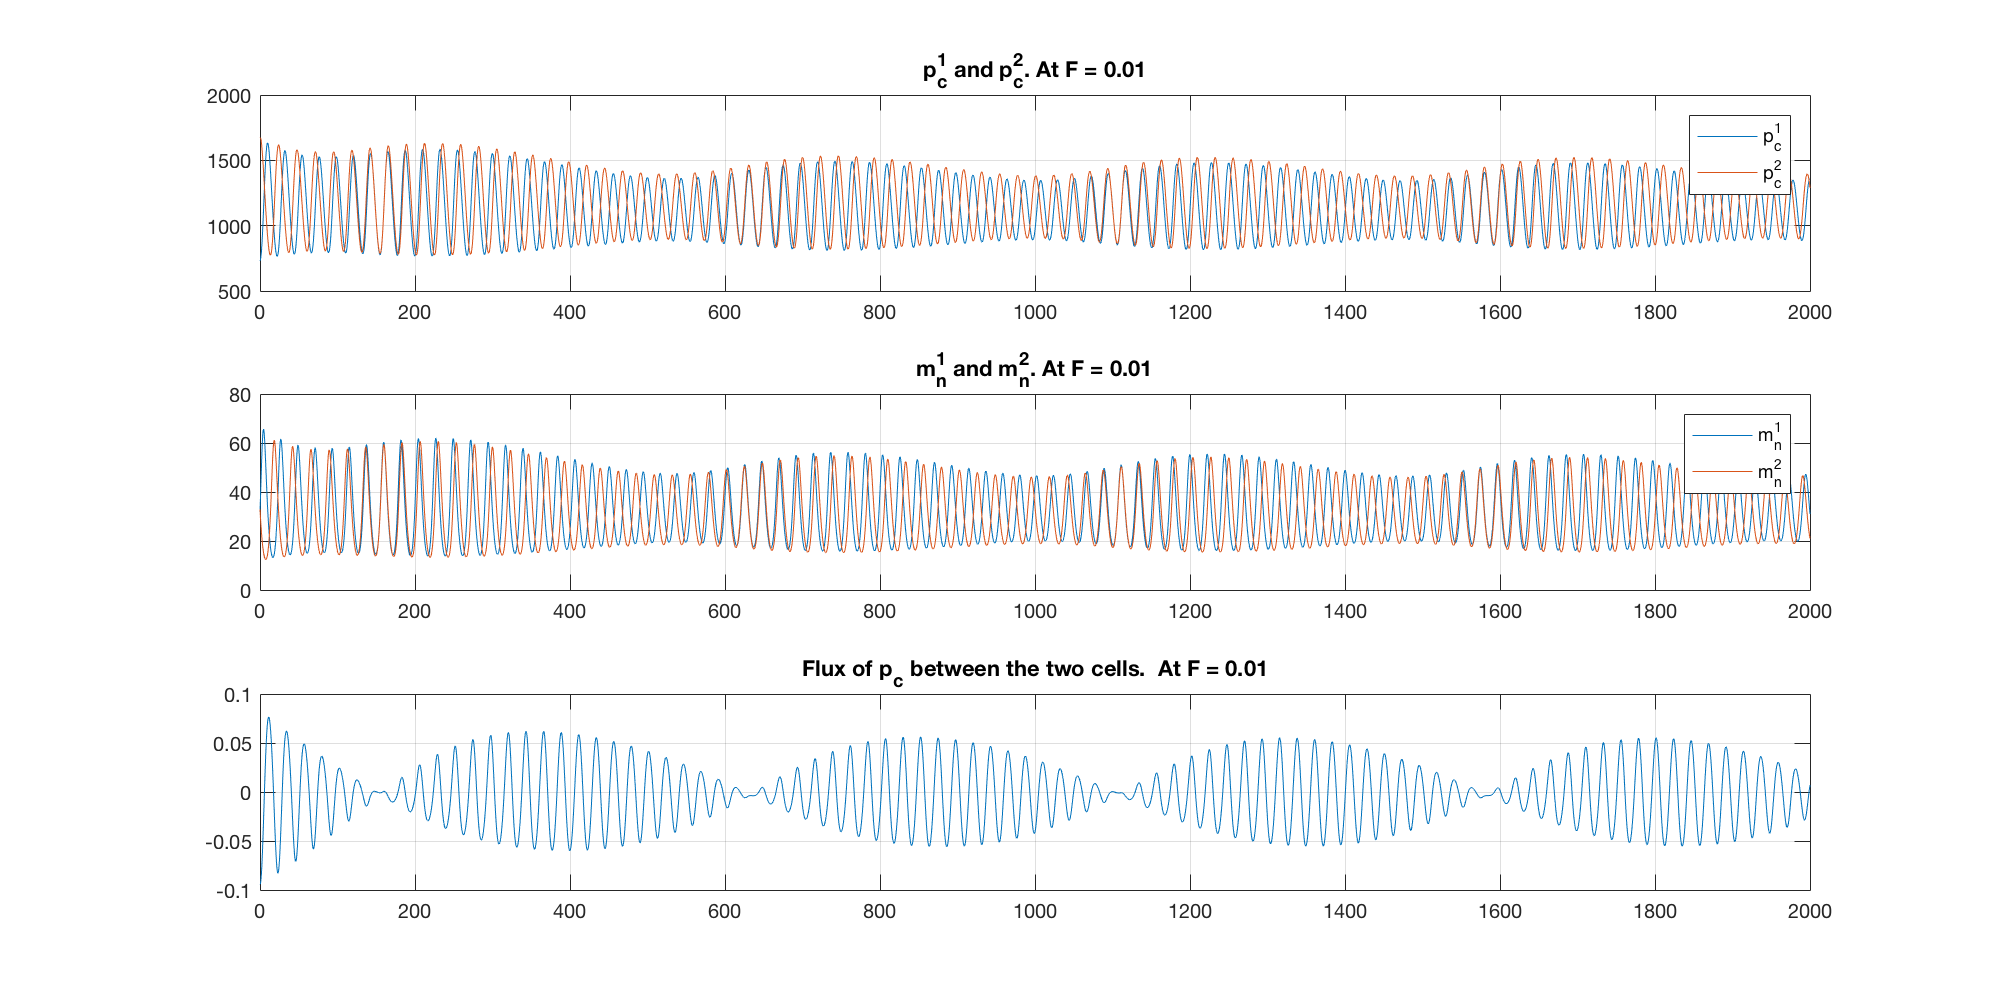 p_c^1 and p_c^2. At F = 0.01
2000
1500
1000
500
p_c^1
p_c^2
0 200 400 600 800 1000 1200 1400 1600 1800 2000
m_n^1 and m_n^2. At F = 0.01
80
60
40
20
0
m_n^1
m_n^2
0 200 400 600 800 1000 1200 1400 1600 1800 2000
Flux of p_c between the two cells. At F = 0.01
0.1
0.05
0
-0.05
-0.1
0 200 400 600 800 1000 1200 1400 1600 1800 2000